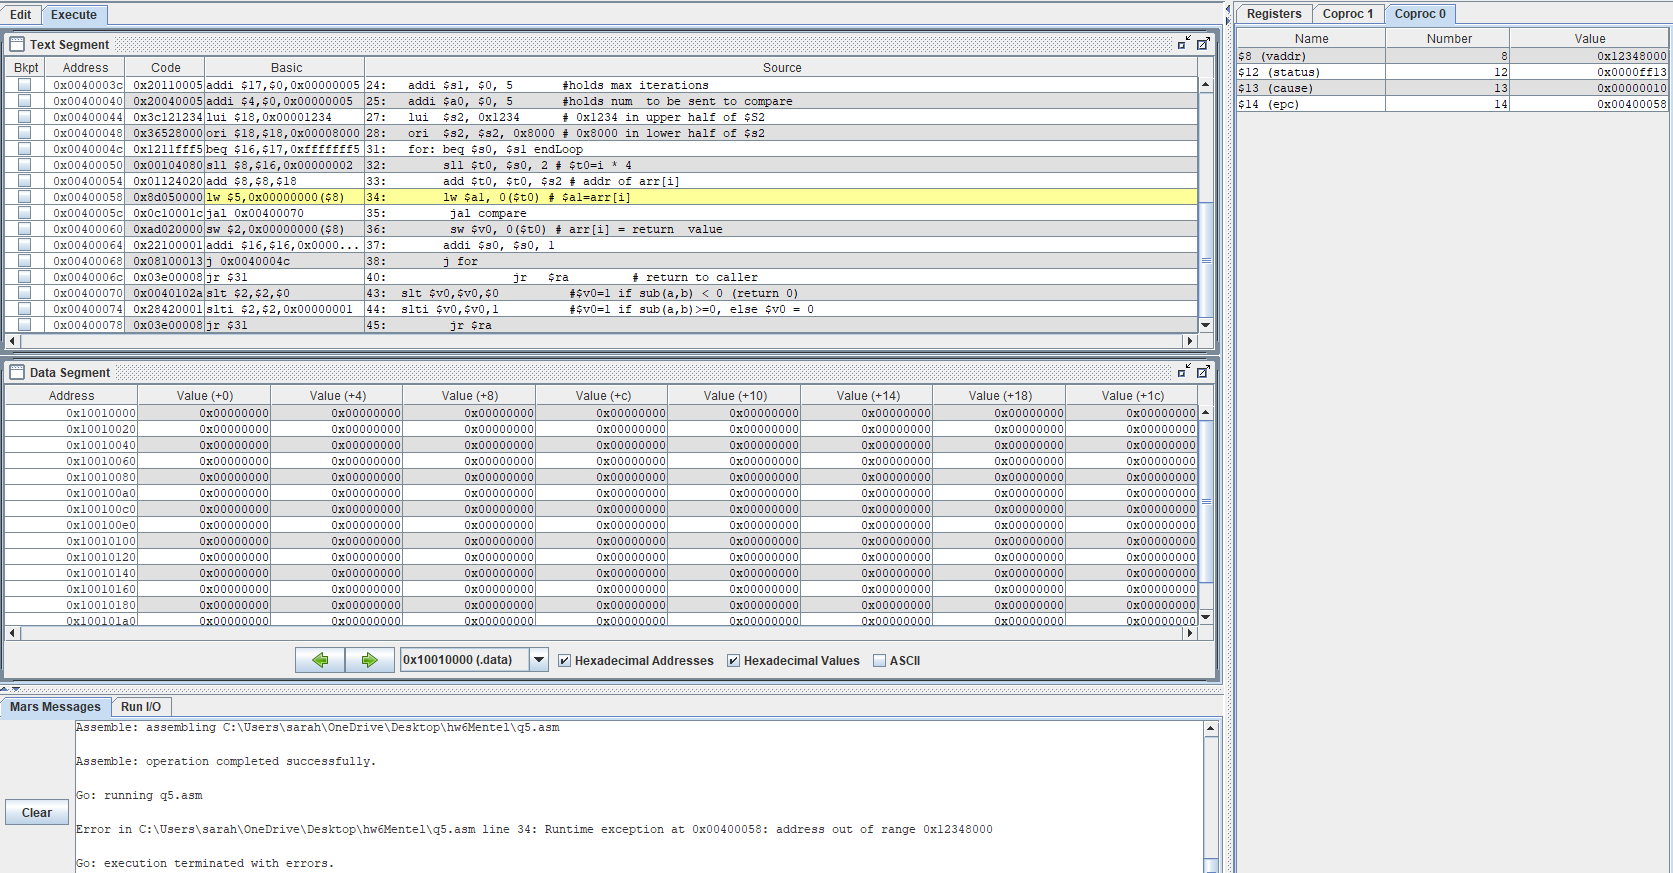 Edit Execute
Text Segment
Bkpt Address Code Basic Source
0x0040003c 0x20110005 addi $17,$0,0x00000005 24: addi $s1, $0, 5 #holds max iterations
0x00400040 0x20040005 addi $4,$0,0x00000005 25: addi $a0, $0, 5 #holds num to be sent to compare
0x00400044 0x3c121234 lui $18,0x00001234 27: lui $s2, 0x1234 # 0x1234 in upper half of $S2
0x00400048 0x36528000 ori $18,$18,0x00008000 28: ori $s2, $s2, 0x8000 # 0x8000 in lower half of $s2
0x0040004c 0x1211fff5 beq $16,$17,0xfffffff5 31: for: beq $s0, $s1 endLoop
0x00400050 0x00104080 sll $8,$16,0x00000002 32: sll $t0, $s0, 2 # $t0=i * 4
0x00400054 0x01124020 add $8,$8,$18 33: add $t0, $t0, $s2 # addr of arr[i]
0x00400058 0x8d050000 lw $5,0x00000000($8) 34: lw $a1, 0($t0) # $a1=arr[i]
0x0040005c 0x0c10001c jal 0x00400070 35: jal compare
0x00400060 0xad020000 sw $2,0x00000000($8) 36: sw $v0, 0($t0) # arr[i] = return value
0x00400064 0x22100001 addi $16,$16,0x0000... 37: addi $s0, $s0, 1
0x00400068 0x08100013 j 0x0040004c 38: j for
0x0040006c 0x03e00008 jr $31 40: jr $ra # return to caller
0x00400070 0x0040102a slt $2,$2,$0 43: slt $v0,$v0,$0 #$v0=1 if sub(a,b) < 0 (return 0)
0x00400074 0x28420001 slti $2,$2,0x00000001 44: slti $v0,$v0,1 #$v0=1 if sub(a,b)>=0, else $v0 = 0
0x00400078 0x03e00008 jr $31 45: jr $ra
Data Segment
Address Value (+0) Value (+4) Value (+8) Value (+c) Value (+10) Value (+14) Value (+18) Value (+1c)
0x10010000 0x00000000 0x00000000 0x00000000 0x00000000 0x00000000 0x00000000 0x00000000 0x00000000
0x10010020 0x00000000 0x00000000 0x00000000 0x00000000 0x00000000 0x00000000 0x00000000 0x00000000
0x10010040 0x00000000 0x00000000 0x00000000 0x00000000 0x00000000 0x00000000 0x00000000 0x00000000
0x10010060 0x00000000 0x00000000 0x00000000 0x00000000 0x00000000 0x00000000 0x00000000 0x00000000
0x10010080 0x00000000 0x00000000 0x00000000 0x00000000 0x00000000 0x00000000 0x00000000 0x00000000
0x100100a0 0x00000000 0x00000000 0x00000000 0x00000000 0x00000000 0x00000000 0x00000000 0x00000000
0x100100c0 0x00000000 0x00000000 0x00000000 0x00000000 0x00000000 0x00000000 0x00000000 0x00000000
0x100100e0 0x00000000 0x00000000 0x00000000 0x00000000 0x00000000 0x00000000 0x00000000 0x00000000
0x10010100 0x00000000 0x00000000 0x00000000 0x00000000 0x00000000 0x00000000 0x00000000 0x00000000
0x10010120 0x00000000 0x00000000 0x00000000 0x00000000 0x00000000 0x00000000 0x00000000 0x00000000
0x10010140 0x00000000 0x00000000 0x00000000 0x00000000 0x00000000 0x00000000 0x00000000 0x00000000
0x10010160 0x00000000 0x00000000 0x00000000 0x00000000 0x00000000 0x00000000 0x00000000 0x00000000
0x10010180 0x00000000 0x00000000 0x00000000 0x00000000 0x00000000 0x00000000 0x00000000 0x00000000
0x100101a0 0x00000000 0x00000000 0x00000000 0x00000000 0x00000000 0x00000000 0x00000000 0x00000000
0x10010000 (.data) Hexadecimal Addresses Hexadecimal Values ASCII
Mars Messages Run I/O
Assemble: assembling C:\Users\sarah\OneDrive\Desktop\hw6Mentel\q5.asm
Assemble: operation completed successfully.
Go: running q5.asm
Clear
Error in C:\Users\sarah\OneDrive\Desktop\hw6Mentel\q5.asm line 34: Runtime exception at 0x00400058: address out of range 0x12348000
Go: execution terminated with errors.
Registers Coproc 1 Coproc 0
Name Number Value
$8 (vaddr) 8 0x12348000
$12 (status) 12 0x0000ff13
$13 (cause) 13 0x00000010
$14 (epc) 14 0x00400058